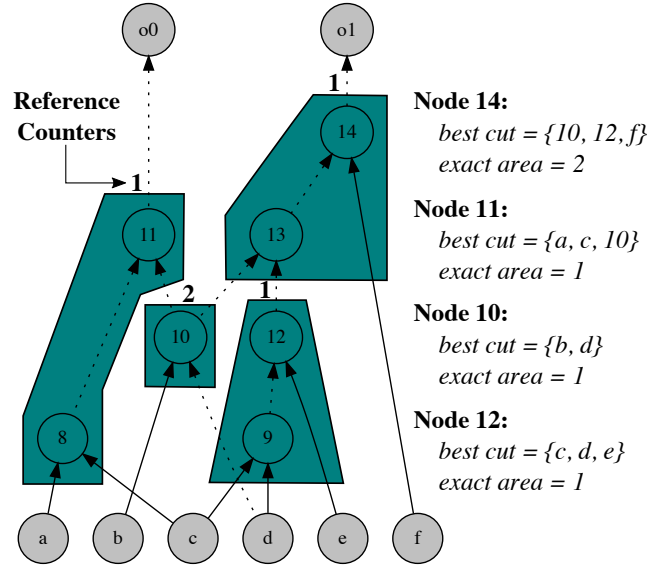 o0
o1
1
Reference
Counters
14
Node 14:
best cut = {10, 12, f}
exact area = 2
1
11
13
Node 11:
best cut = {a, c, 10}
exact area = 1
2
1
10
12
Node 10:
best cut = {b, d}
exact area = 1
8
9
Node 12:
best cut = {c, d, e}
exact area = 1
a
b
c
d
e
f